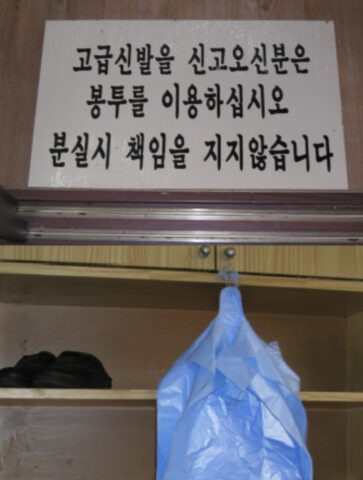 고급신발을 신고오신분은
봉투를 이용하십시오
분실시 책임을 지지않습니다